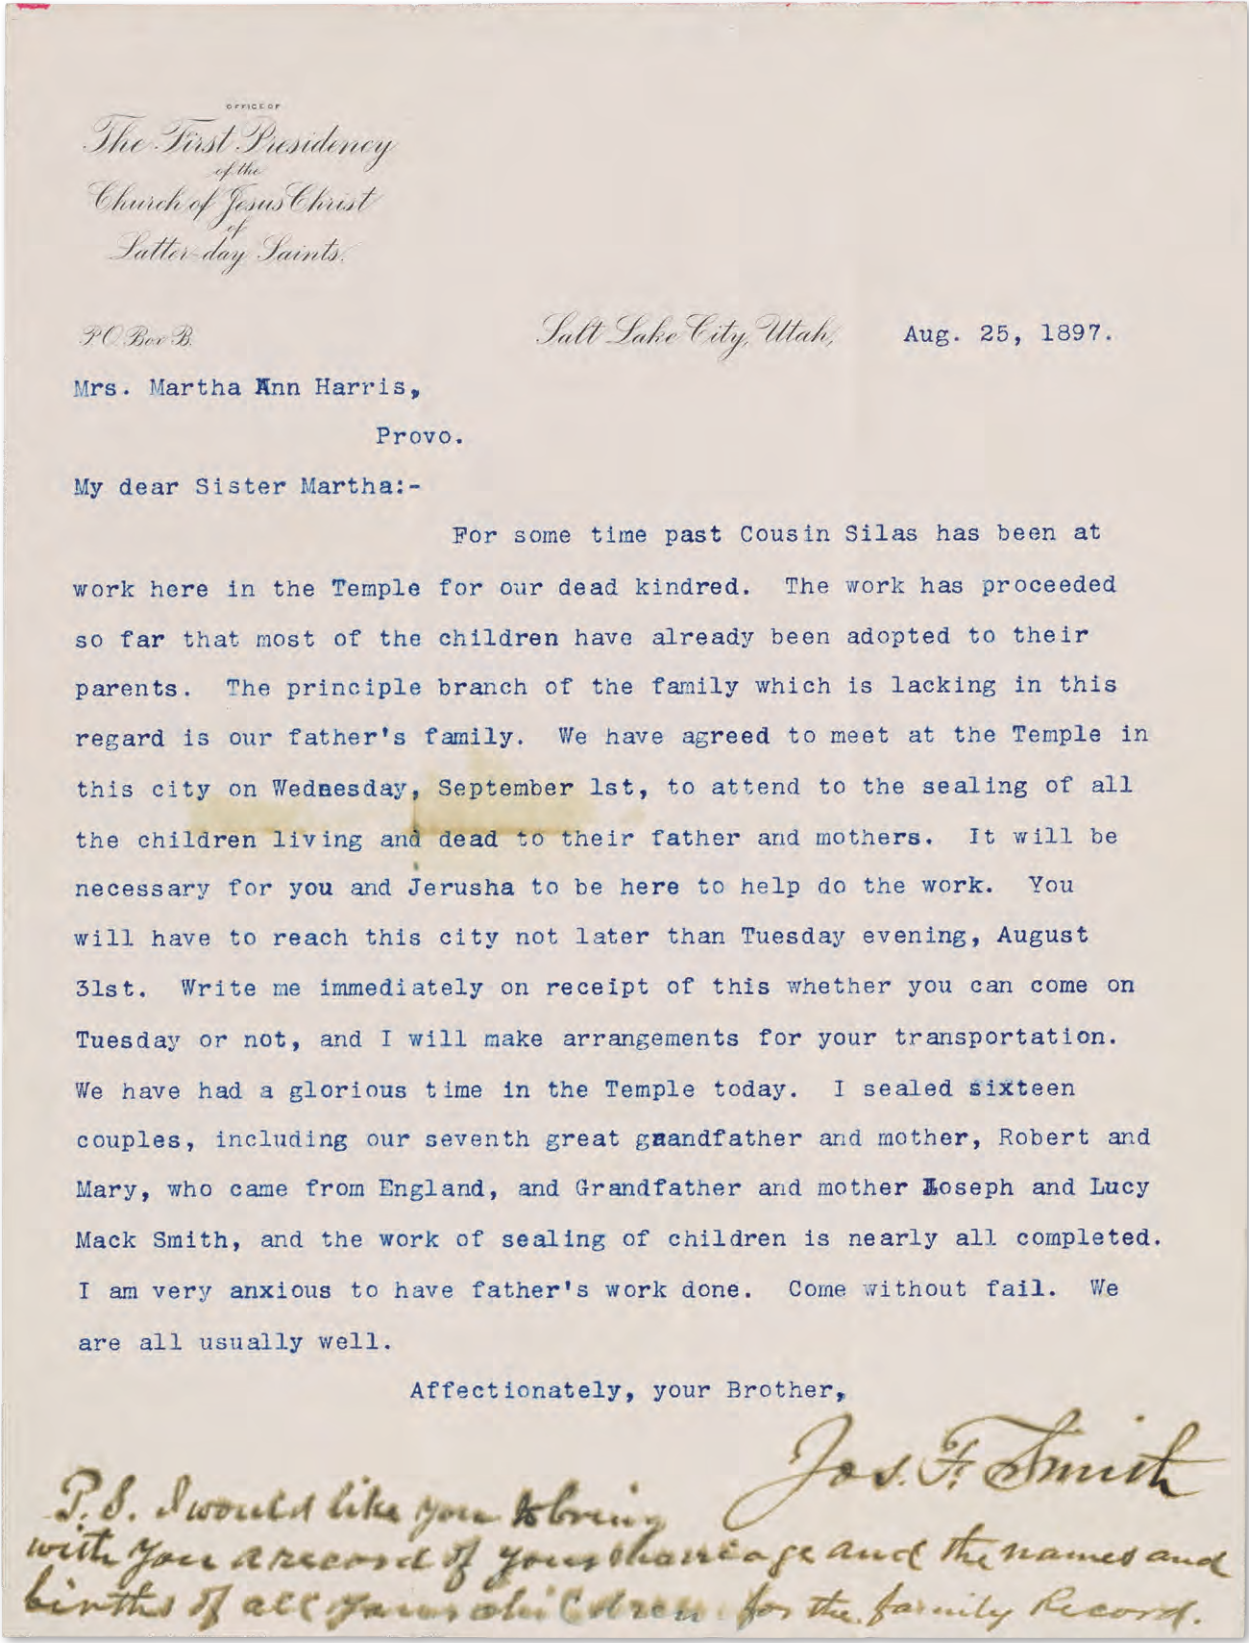 OFFICE OF
The First Presidency
of the
Church of Jesus Christ
of
Latter-day Saints.
P.O. Box B.
Salt Lake City, Utah, Aug. 25, 1897.
Mrs. Martha Ann Harris,
Provo.
My dear Sister Martha:-
For some time past Cousin Silas has been at
work here in the Temple for our dead kindred. The work has proceeded
so far that most of the children have already been adopted to their
parents. The principle branch of the family which is lacking in this
regard is our father's family. We have agreed to meet at the Temple in
this city on Wednesday, September 1st, to attend to the sealing of all
the children living and dead to their father and mothers. It will be
necessary for you and Jerusha to be here to help do the work. You
will have to reach this city not later than Tuesday evening, August
31st. Write me immediately on receipt of this whether you can come on
Tuesday or not, and I will make arrangements for your transportation.
We have had a glorious time in the Temple today. I sealed sixteen
couples, including our seventh great graandfather and mother, Robert and
Mary, who came from England, and Grandfather and mother Joseph and Lucy
Mack Smith, and the work of sealing of children is nearly all completed.
I am very anxious to have father's work done. Come without fail. We
are all usually well.
Affectionately, your Brother,
Jos. F. Smith
P.S. I would like you to bring
with you a record of your marriage and the names and
births of all your children for the family Record.